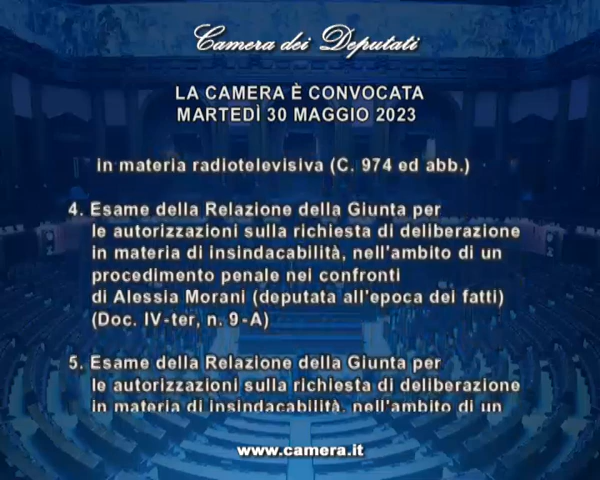 Camera dei Deputati
LA CAMERA È CONVOCATA
MARTEDÌ 30 MAGGIO 2023
in materia radiotelevisiva (C. 974 ed abb.)
4. Esame della Relazione della Giunta per
le autorizzazioni sulla richiesta di deliberazione
in materia di insindacabilità, nell'ambito di un
procedimento penale nei confronti
di Alessia Morani (deputata all'epoca dei fatti)
(Doc. IV-ter, n. 9-A)
5. Esame della Relazione della Giunta per
le autorizzazioni sulla richiesta di deliberazione
in materia di insindacabilità, nell'ambito di un
www.camera.it